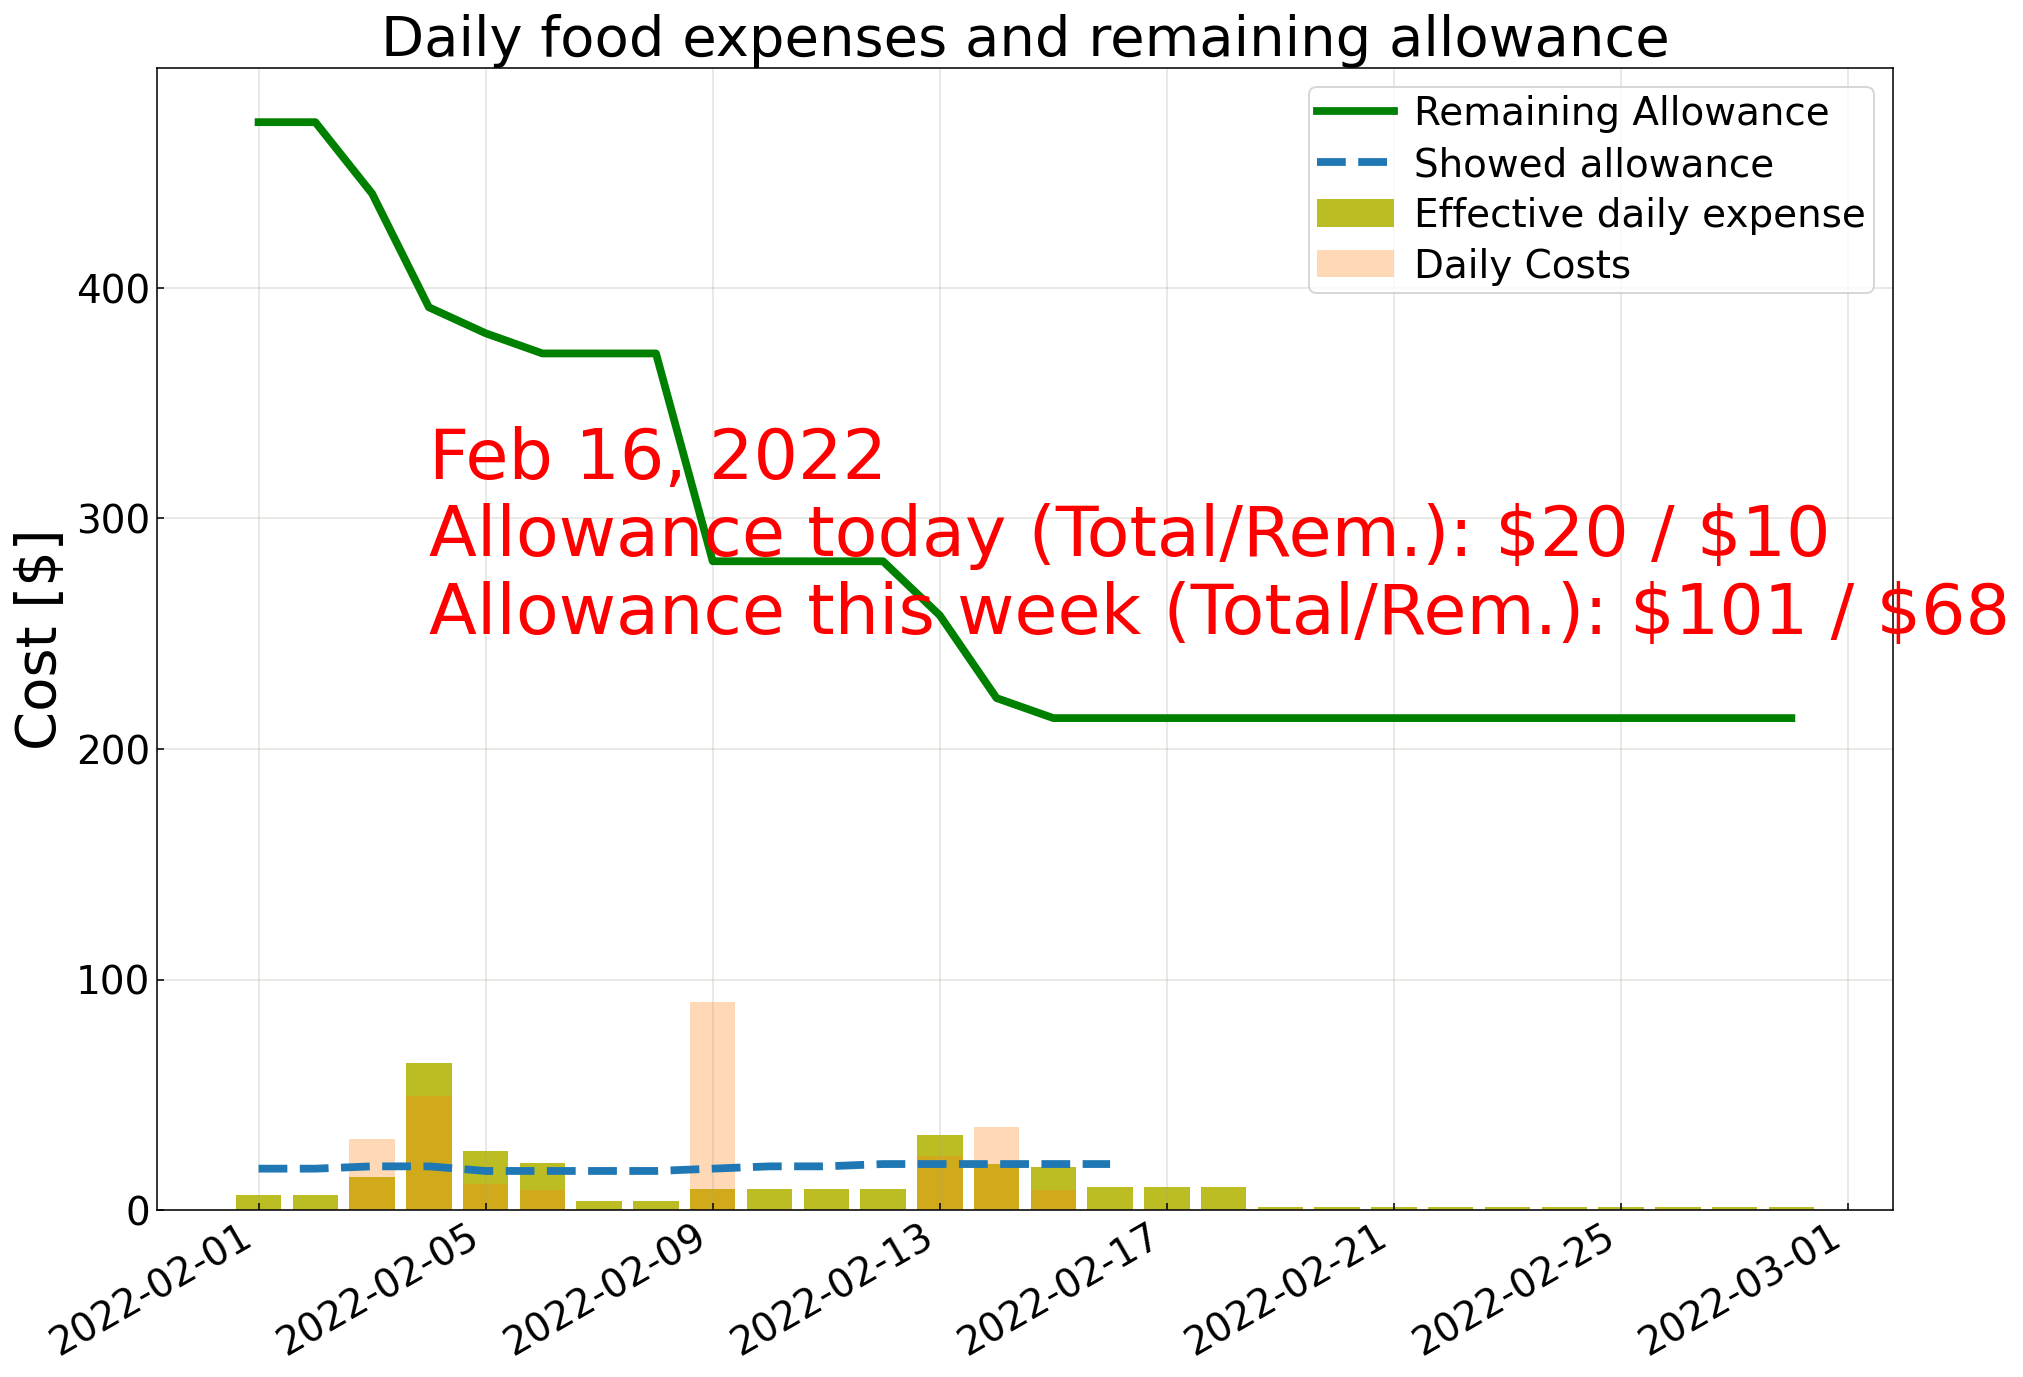 Daily food expenses and remaining allowance
Remaining Allowance
Showed allowance
Effective daily expense
Daily Costs
Cost [$]
400
300
200
100
0
Feb 16, 2022
Allowance today (Total/Rem.): $20 / $10
Allowance this week (Total/Rem.): $101 / $68
2022-02-01
2022-02-05
2022-02-09
2022-02-13
2022-02-17
2022-02-21
2022-02-25
2022-03-01